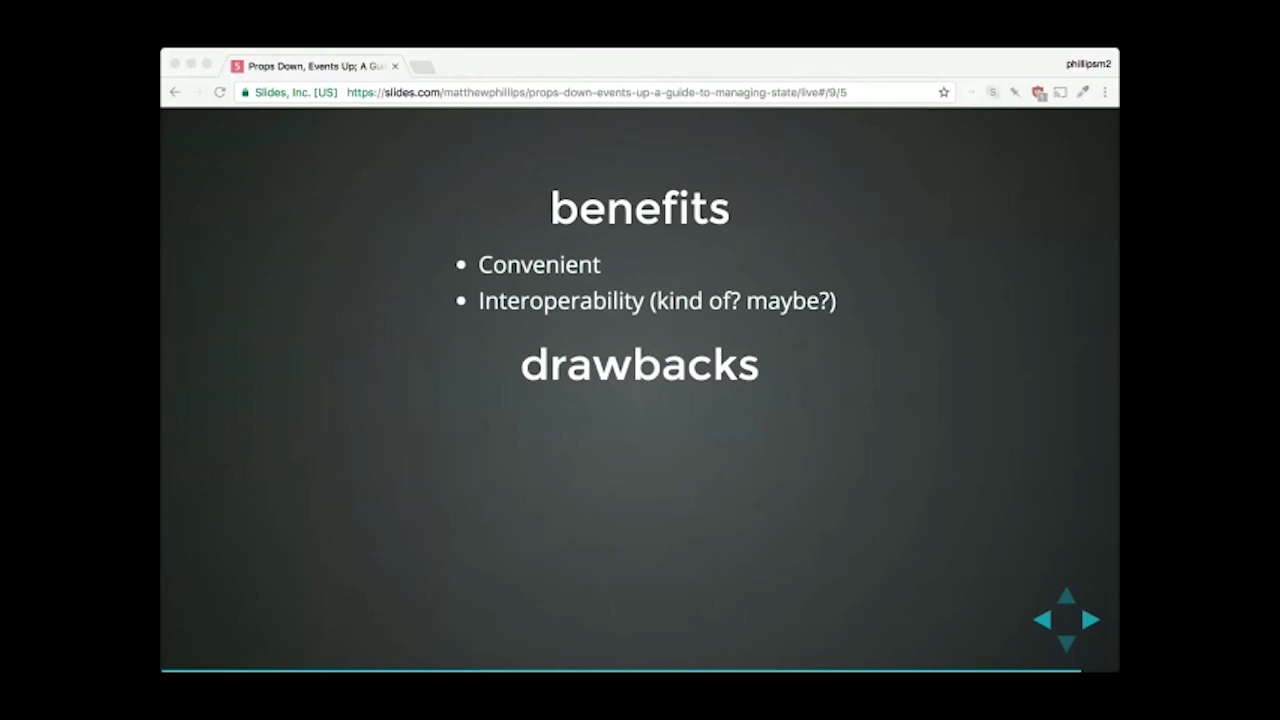 S Props Down, Events Up; A Gu
phillipsm2
Slides, Inc. [US] https://slides.com/matthewphillips/props-down-events-up-a-guide-to-managing-state/live#/9/5
benefits
Convenient
Interoperability (kind of? maybe?)
drawbacks